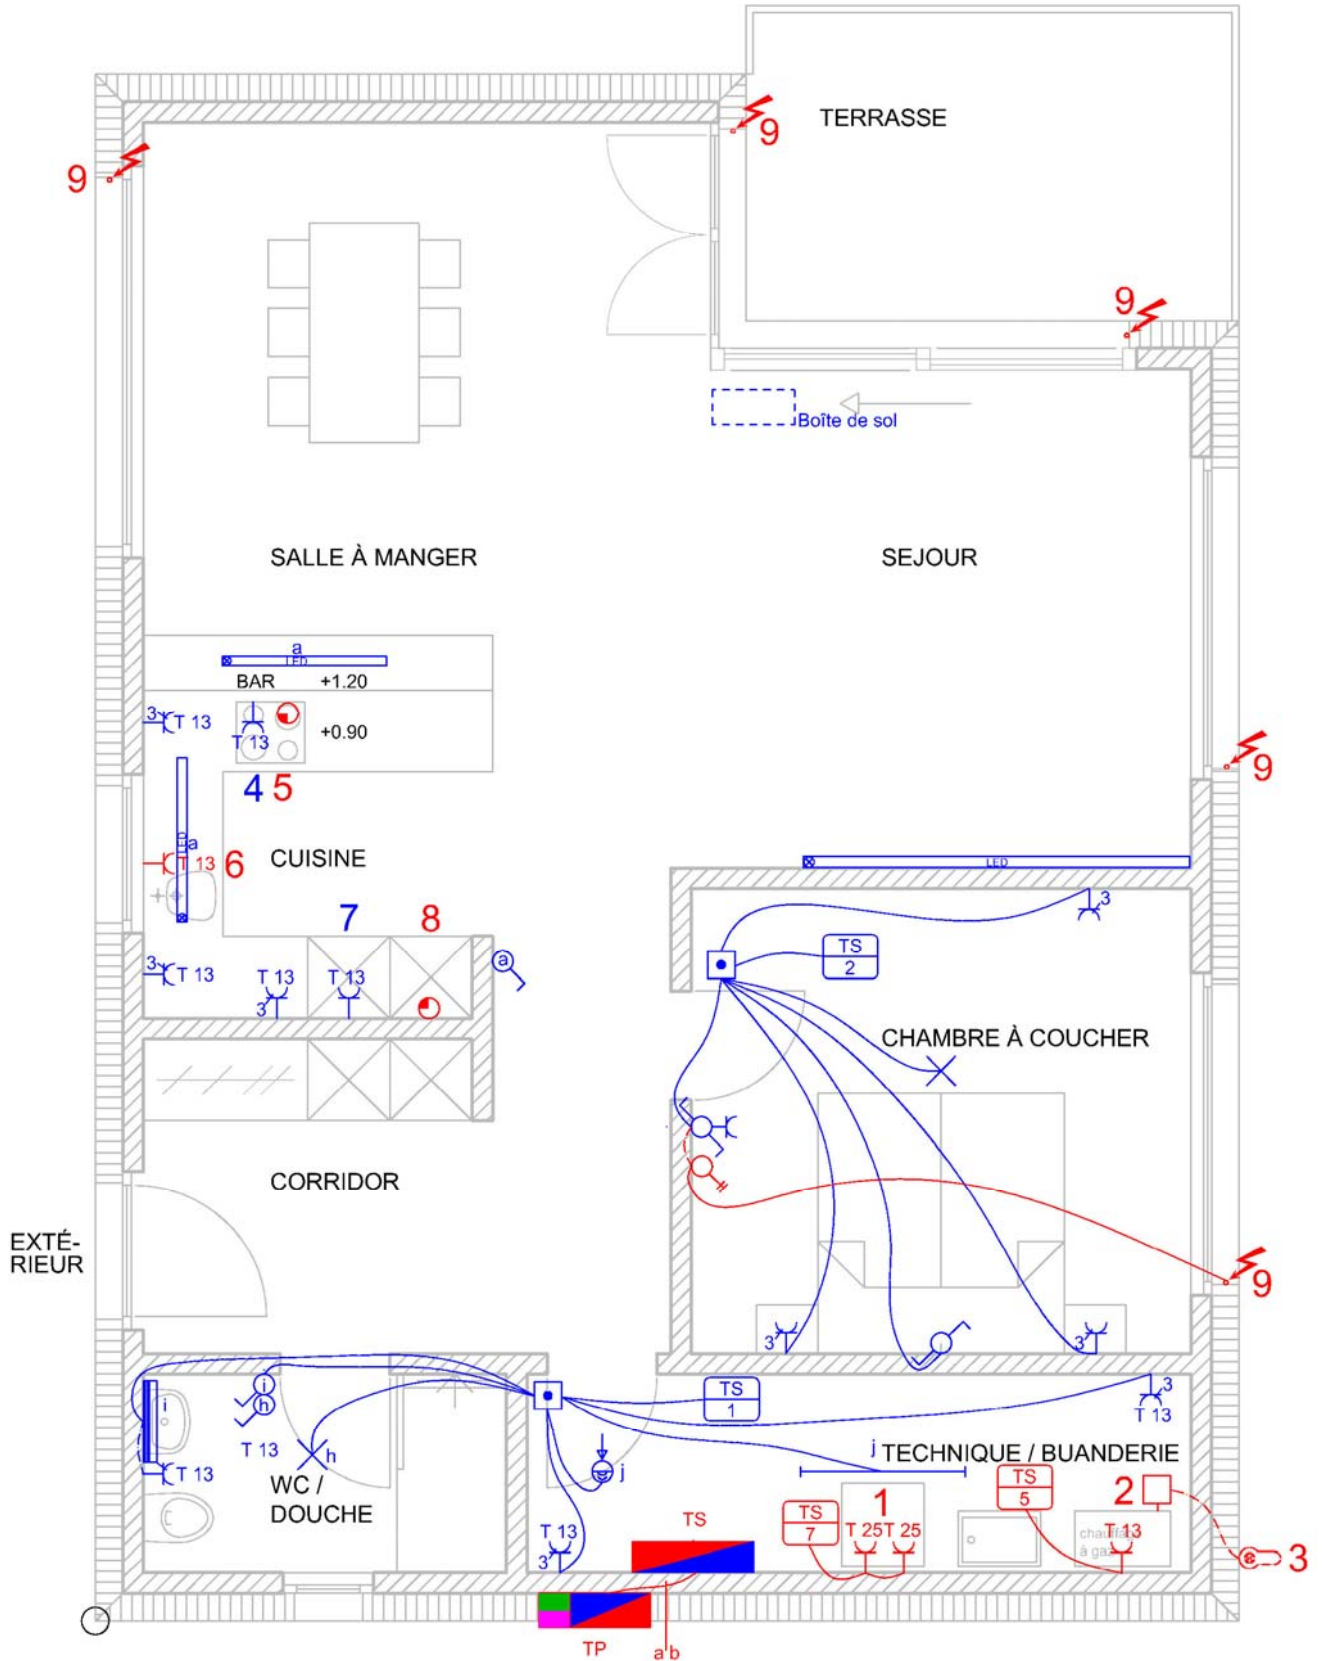 TERRASSE
9
9
9
Boîte de sol
SALLE À MANGER
SEJOUR
a
LED
BAR +1.20
3 T 13
T 13
+0.90
4 5
LED
a
T 13 6
CUISINE
9
LED
7
8
3
a
TS
2
3 T 13
T 13
3
T 13
CHAMBRE À COUCHER
CORRIDOR
EXTÉ-
RIEUR
9
3
3
i
h
i
TS
1
3
T 13
T 13
h
j
TECHNIQUE / BUANDERIE
j
T 13
WC /
DOUCHE
TS
TS
7
1
T 25 T 25
TS
5
2
chauffage
à gaz
T 13
3
T 13
3
TP
a b